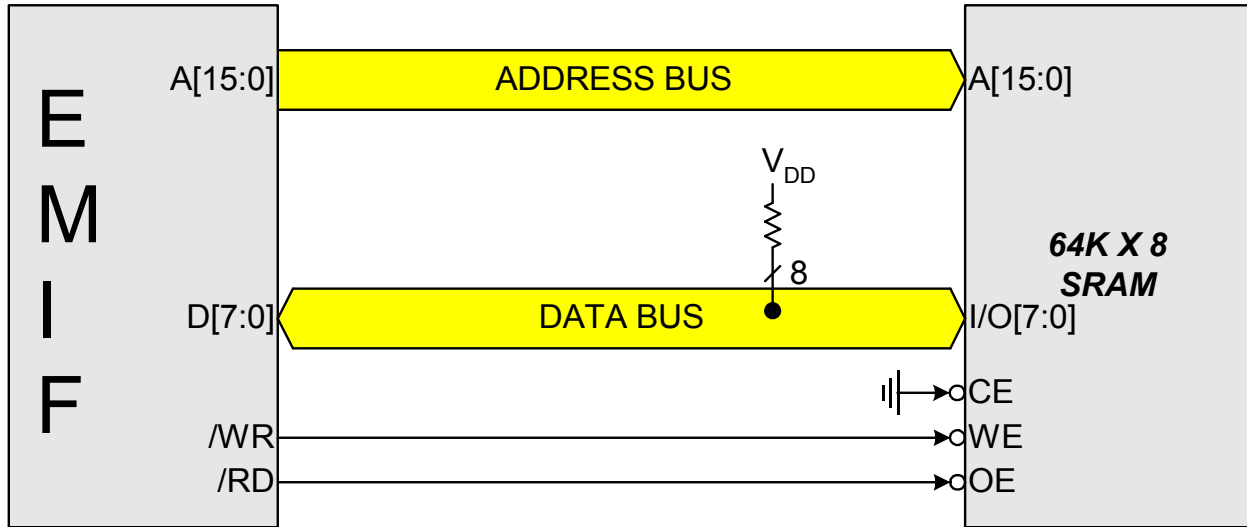 EMIF
A[15:0] ADDRESS BUS A[15:0]
VDD
8
64K X 8
SRAM
D[7:0] DATA BUS I/O[7:0]
CE
/WR WE
/RD OE